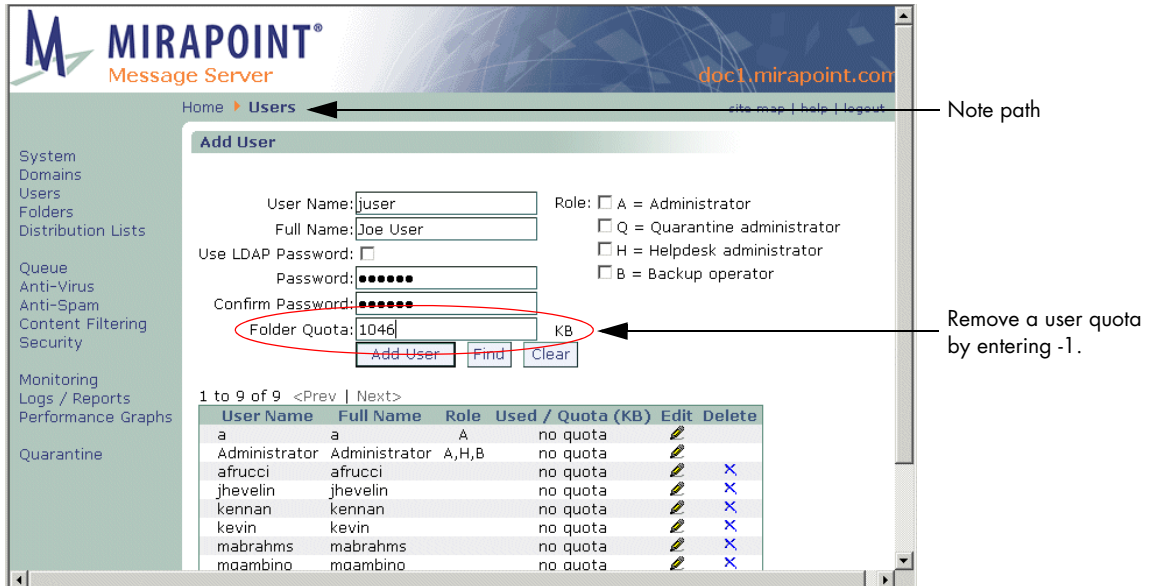 MIRAPOINT®
Message Server
doc1.mirapoint.com
Home Users
site map | help | logout
Note path
System
Domains
Users
Folders
Distribution Lists
Queue
Anti-Virus
Anti-Spam
Content Filtering
Security
Monitoring
Logs / Reports
Performance Graphs
Quarantine
Add User
User Name: juser
Full Name: Joe User
Use LDAP Password:
Password: ●●●●●●
Confirm Password: ●●●●●●
Folder Quota: 1046 KB
Role: A = Administrator
Q = Quarantine administrator
H = Helpdesk administrator
B = Backup operator
Remove a user quota
by entering -1.
Add User Find Clear
1 to 9 of 9 <Prev | Next>
User Name Full Name Role Used / Quota (KB) Edit Delete
a a A no quota
Administrator Administrator A,H,B no quota
afrucci afrucci no quota
jhevelin jhevelin no quota
kennan kennan no quota
kevin kevin no quota
mabrahms mabrahms no quota
mgambino mgambino no quota